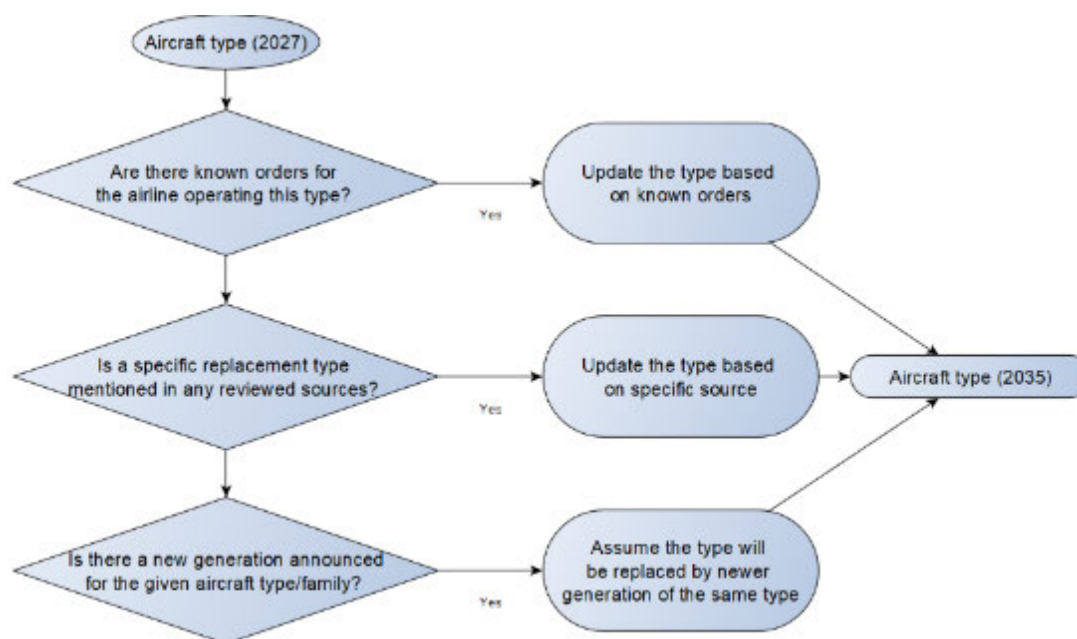 Aircraft type (2027)
Are there known orders for
the airline operating this type?
Yes
Update the type based
on known orders
Is a specific replacement type
mentioned in any reviewed sources?
Yes
Update the type based
on specific source
Aircraft type (2035)
Is there a new generation announced
for the given aircraft type/family?
Yes
Assume the type will
be replaced by newer
generation of the same type